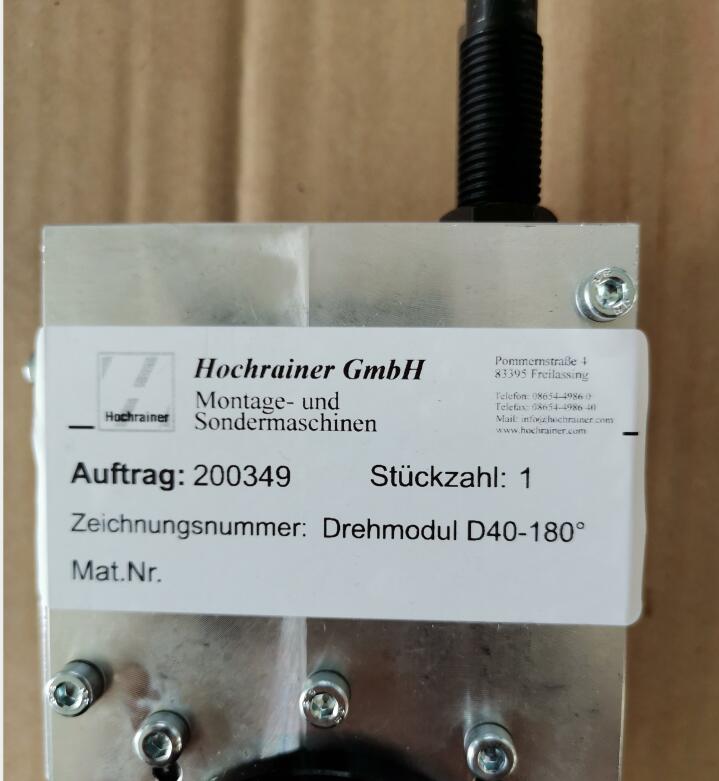 Hochrainer
Hochrainer GmbH
Montage- und
Sondermaschinen
Pommernstraße 4
83395 Freilassing
Telefon: 08654-4986-0
Telefax: 08654-4986-40
Mail: info@hochrainer.com
www.hochrainer.com
Auftrag: 200349 Stückzahl: 1
Zeichnungsnummer: Drehmodul D40-180°
Mat.Nr.